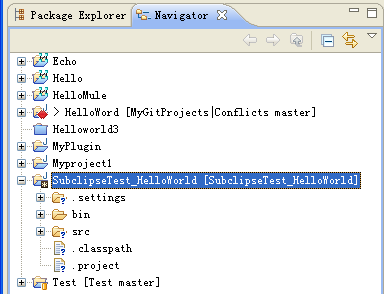 Package Explorer Navigator
Echo
Hello
HelloMule
> HelloWord [MyGitProjects|Conflicts master]
Helloworld3
MyPlugin
Myproject1
SubclipseTest_HelloWorld [SubclipseTest_HelloWorld]
.settings
bin
src
.classpath
.project
Test [Test master]